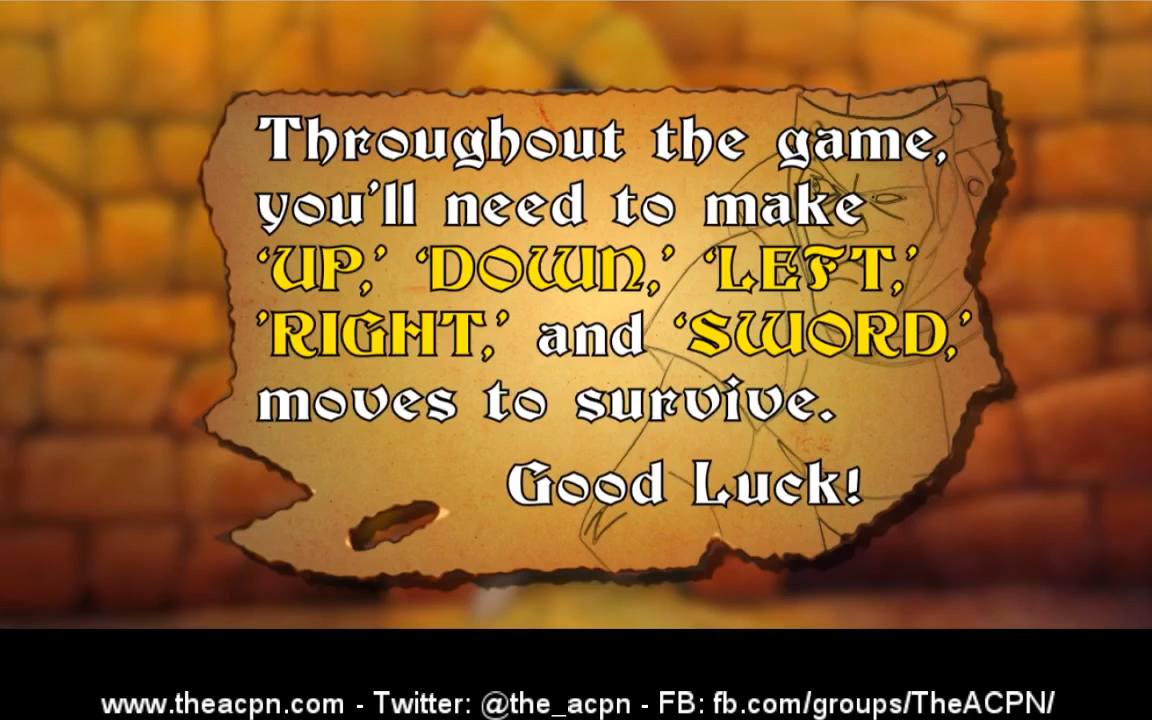 Throughout the game,
you'll need to make
‘UP,’ ‘DOWN,’ ‘LEFT,’
’RIGHT,’ and ‘SWORD,’
moves to survive.
Good Luck!
www.theacpn.com - Twitter: @the_acpn - FB: fb.com/groups/TheACPN/